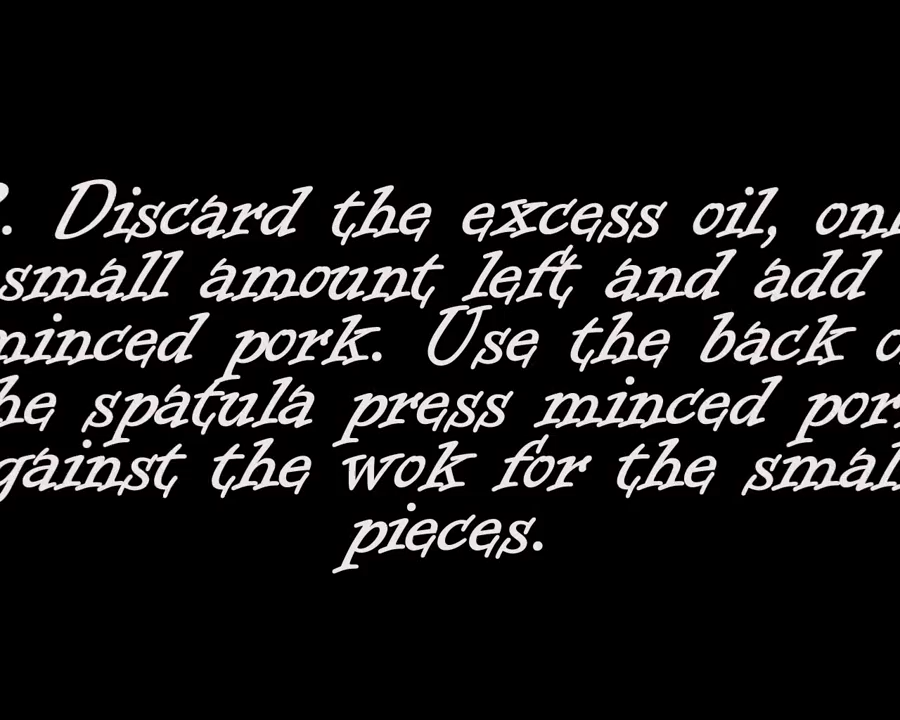 . Discard the excess oil, onl
small amount left and add
minced pork. Use the back o
he spatula press minced por
gainst the wok for the smal
pieces.